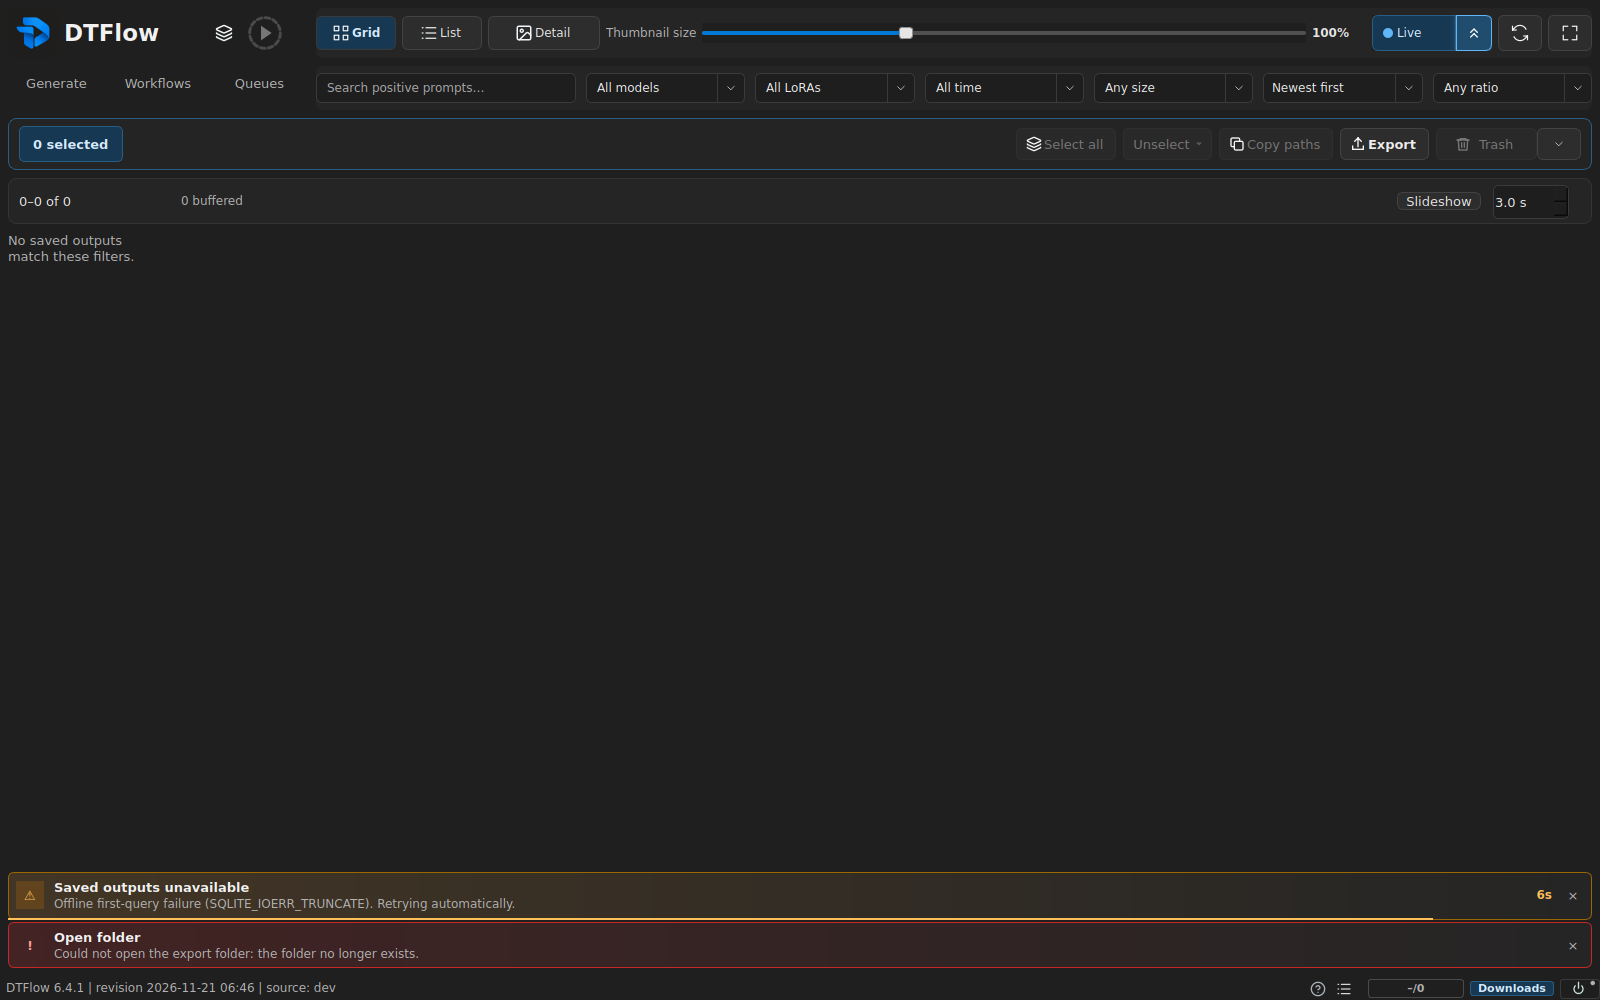 DTFlow
Grid
List
Detail
Thumbnail size
100%
Live
Generate
Workflows
Queues
Search positive prompts...
All models
All LoRAs
All time
Any size
Newest first
Any ratio
0 selected
Select all
Unselect
Copy paths
Export
Trash
0–0 of 0
0 buffered
Slideshow
3.0 s
No saved outputs
match these filters.
Saved outputs unavailable
Offline first-query failure (SQLITE_IOERR_TRUNCATE). Retrying automatically.
6s
Open folder
Could not open the export folder: the folder no longer exists.
DTFlow 6.4.1 | revision 2026-11-21 06:46 | source: dev
–/0
Downloads